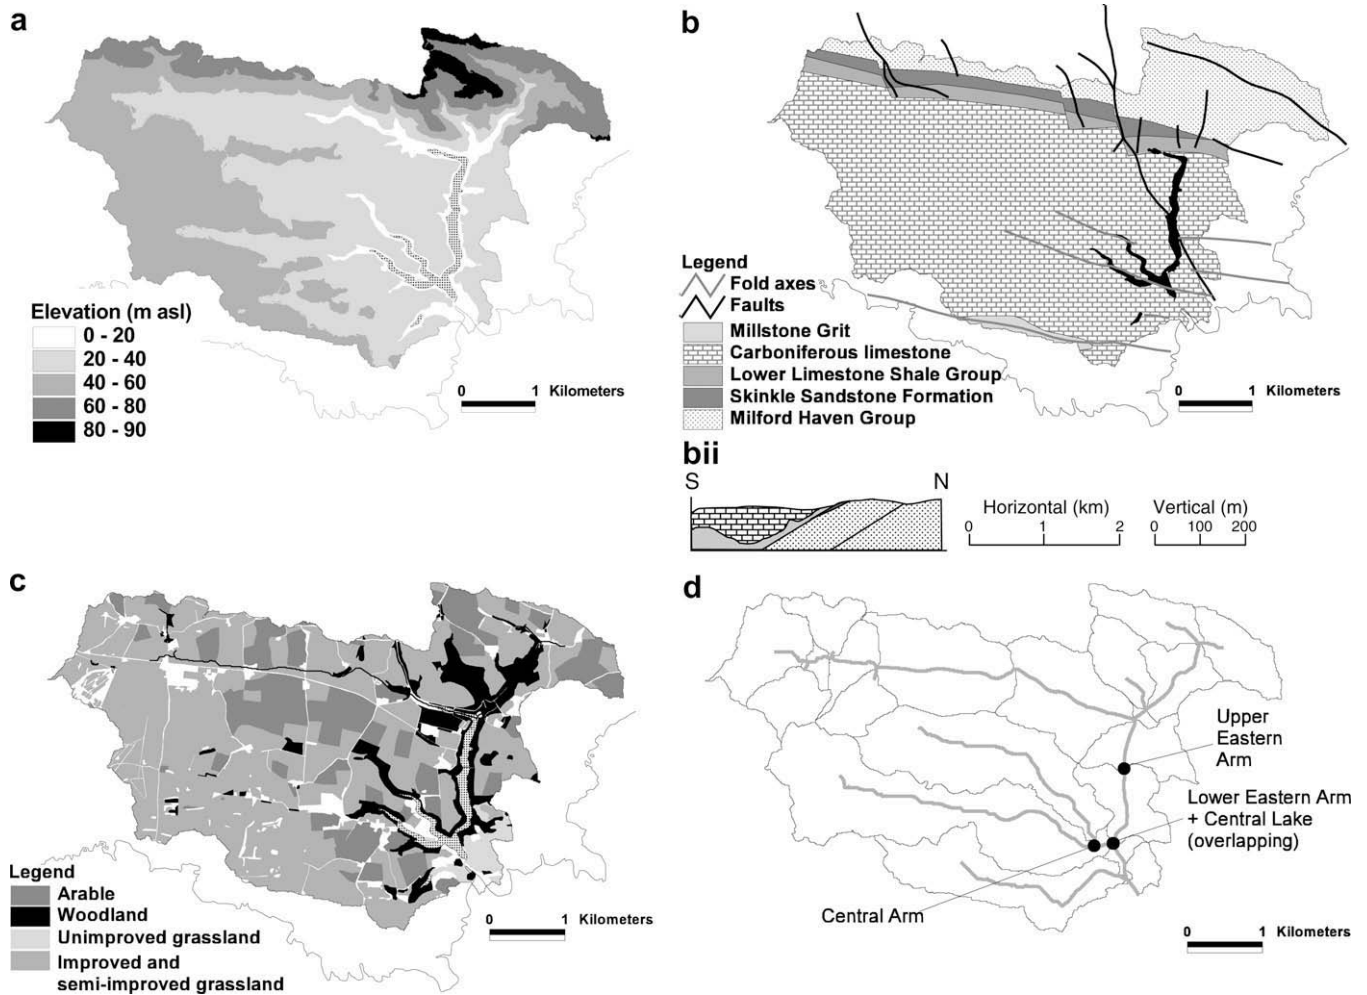 a
Elevation (m asl)
0 - 20
20 - 40
40 - 60
60 - 80
80 - 90
0 1 Kilometers
b
Legend
Fold axes
Faults
Millstone Grit
Carboniferous limestone
Lower Limestone Shale Group
Skinkle Sandstone Formation
Milford Haven Group
0 1 Kilometers
bii
S N
Horizontal (km)
0 1 2
Vertical (m)
0 100 200
c
Legend
Arable
Woodland
Unimproved grassland
Improved and
semi-improved grassland
0 1 Kilometers
d
Upper
Eastern
Arm
Lower Eastern Arm
+ Central Lake
(overlapping)
Central Arm
0 1 Kilometers